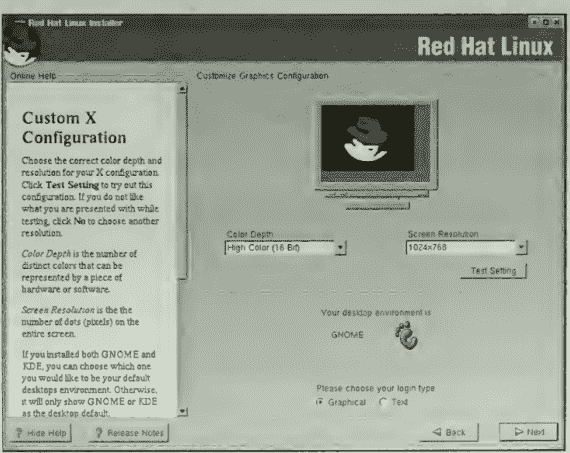 Red Hat Linux Installer
Red Hat Linux
Online Help
Customize Graphics Configuration
Custom X
Configuration
Choose the correct color depth and
resolution for your X configuration.
Click Test Setting to try out this
configuration. If you do not like
what you are presented with while
testing, click No to choose another
resolution.
Color Depth is the number of
distinct colors that can be
represented by a piece of
hardware or software.
Screen Resolution is the the
number of dots (pixels) on the
entire screen.
If you installed both GNOME and
KDE, you can choose which one
you would like to be your default
desktops environment. Otherwise,
it will only show GNOME or KDE
as the desktop default.
Color Depth
High Color (16 Bit)
Screen Resolution
1024x768
Test Setting
Your desktop environment is
GNOME
Please choose your login type
Graphical
Text
? Hide Help
? Release Notes
Back
Next